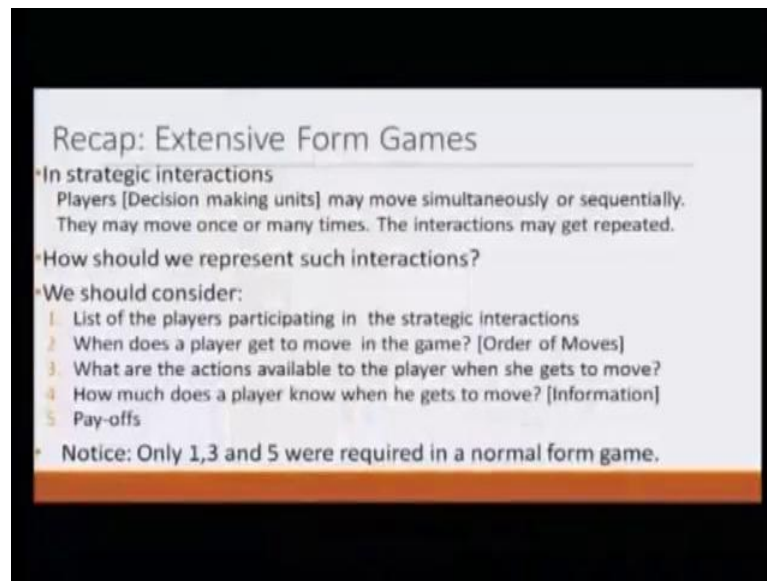 Recap: Extensive Form Games
•In strategic interactions
Players [Decision making units] may move simultaneously or sequentially.
They may move once or many times. The interactions may get repeated.
•How should we represent such interactions?
•We should consider:
1. List of the players participating in the strategic interactions
2. When does a player get to move in the game? [Order of Moves]
3. What are the actions available to the player when she gets to move?
4. How much does a player know when he gets to move? [Information]
5. Pay-offs
• Notice: Only 1,3 and 5 were required in a normal form game.